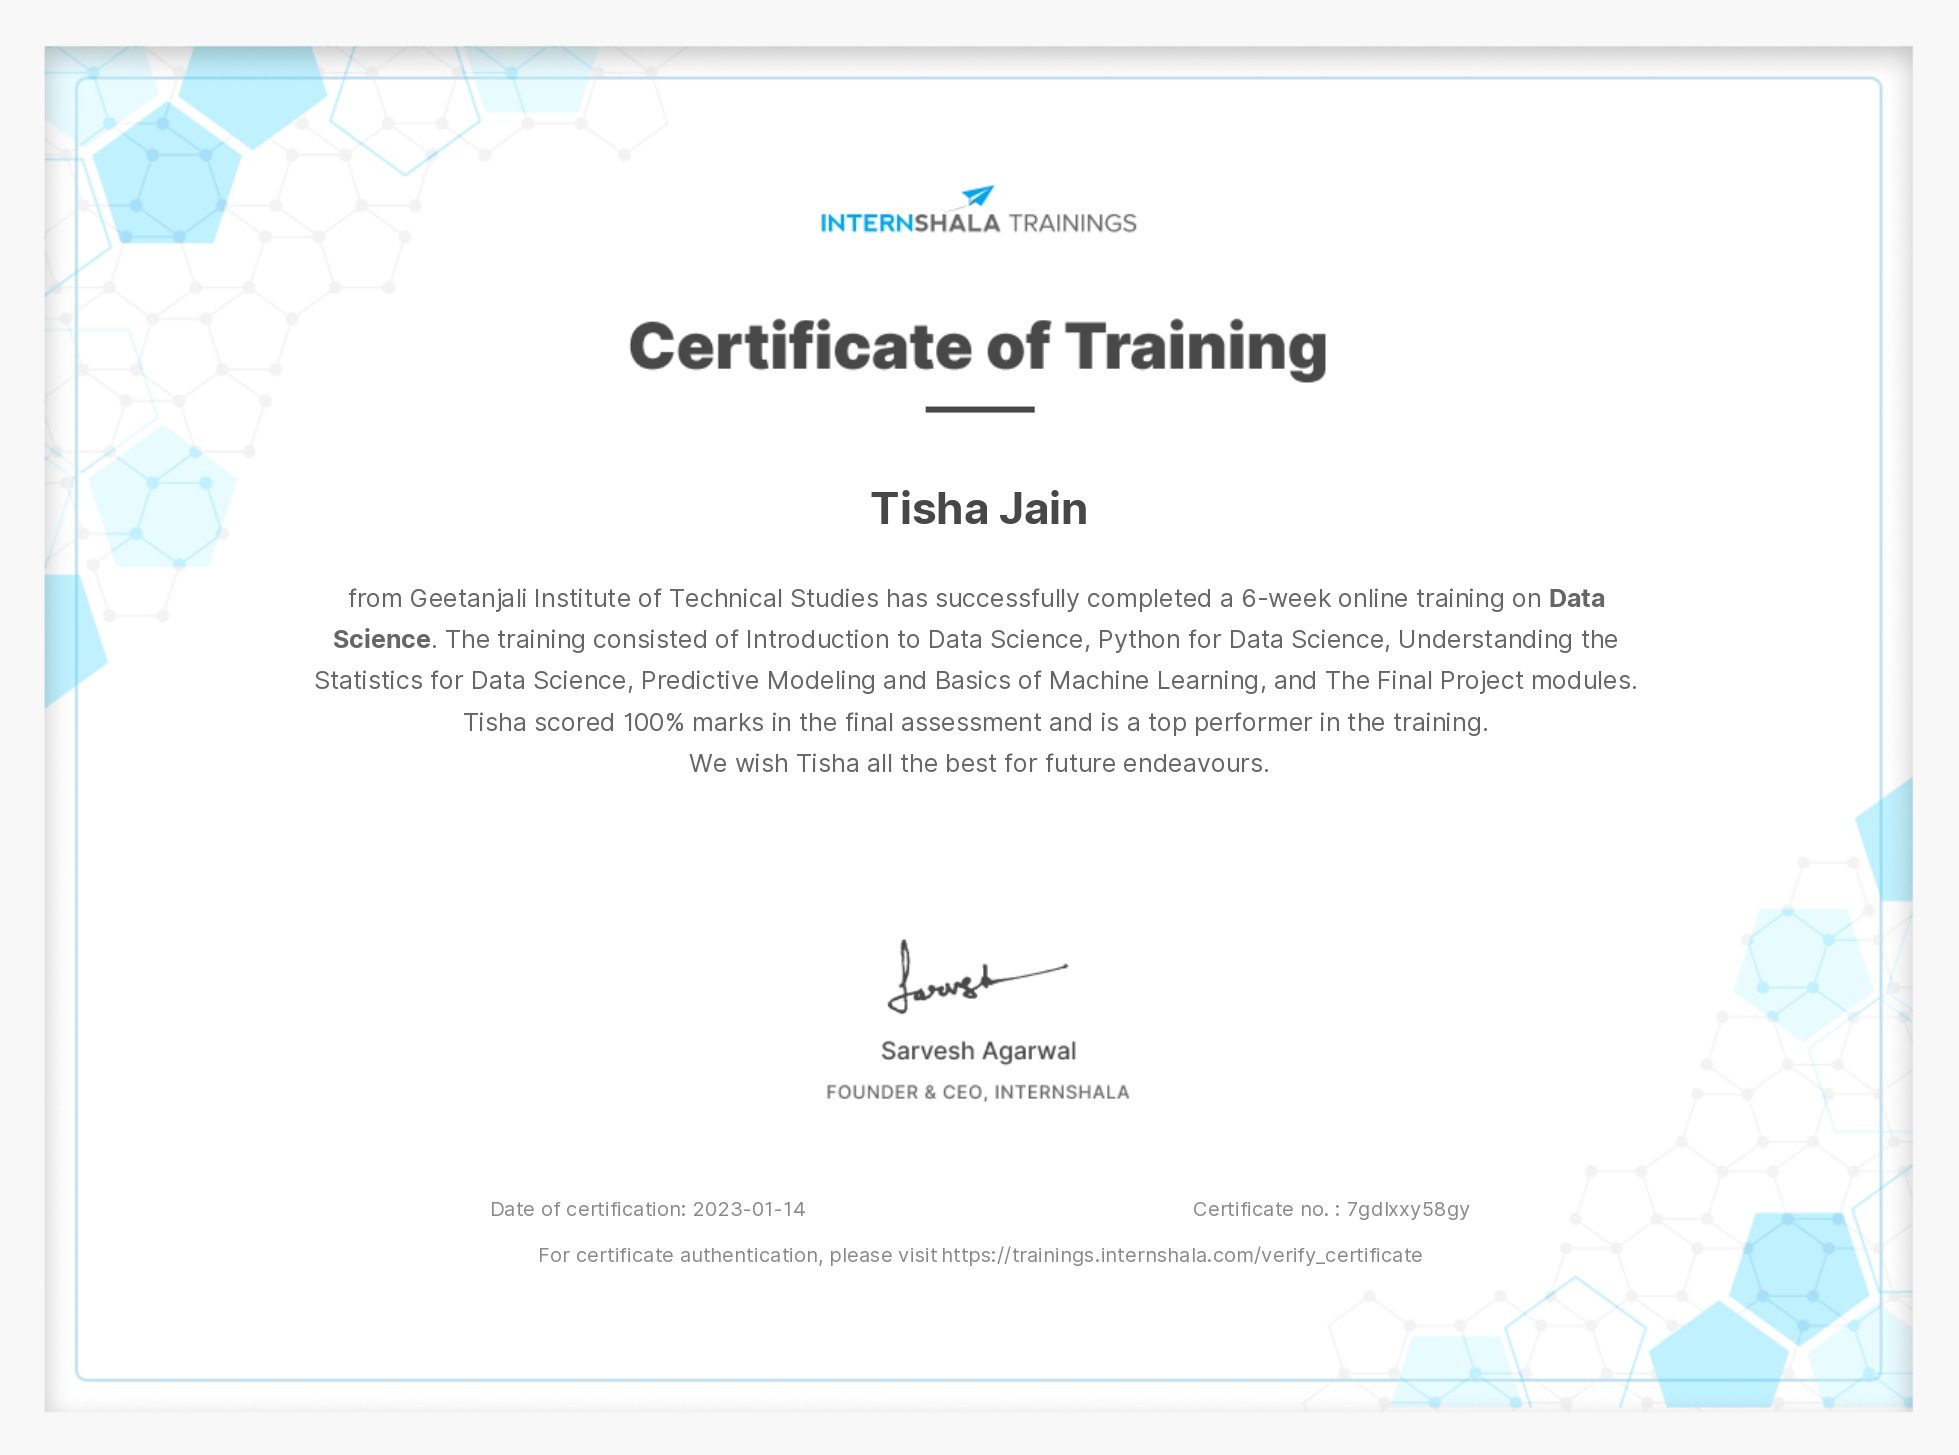 INTERNSHALA TRAININGS
Certificate of Training
Tisha Jain
from Geetanjali Institute of Technical Studies has successfully completed a 6-week online training on Data
Science. The training consisted of Introduction to Data Science, Python for Data Science, Understanding the
Statistics for Data Science, Predictive Modeling and Basics of Machine Learning, and The Final Project modules.
Tisha scored 100% marks in the final assessment and is a top performer in the training.
We wish Tisha all the best for future endeavours.
Sarvesh
Sarvesh Agarwal
FOUNDER & CEO, INTERNSHALA
Date of certification: 2023-01-14
Certificate no. : 7gdlxxy58gy
For certificate authentication, please visit https://trainings.internshala.com/verify_certificate